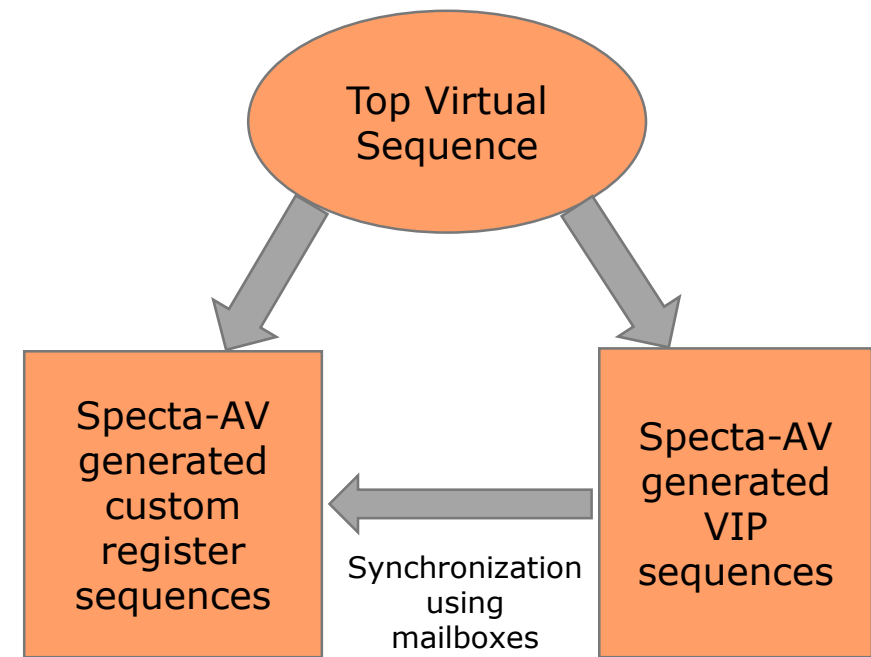 Top Virtual
Sequence
Specta-AV
generated
custom
register
sequences
Specta-AV
generated
VIP
sequences
Synchronization
using
mailboxes